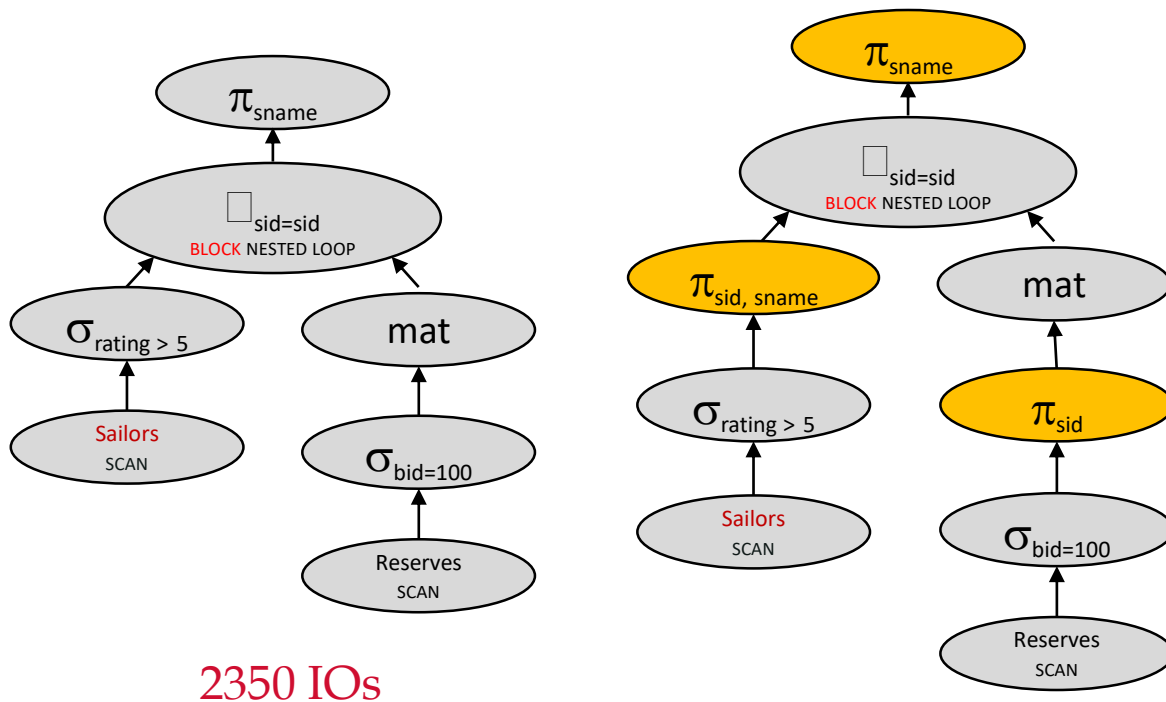 πsname
□sid=sid
BLOCK NESTED LOOP
σrating > 5
mat
Sailors
SCAN
σbid=100
Reserves
SCAN
2350 IOs
πsname
□sid=sid
BLOCK NESTED LOOP
πsid, sname
mat
σrating > 5
πsid
Sailors
SCAN
σbid=100
Reserves
SCAN